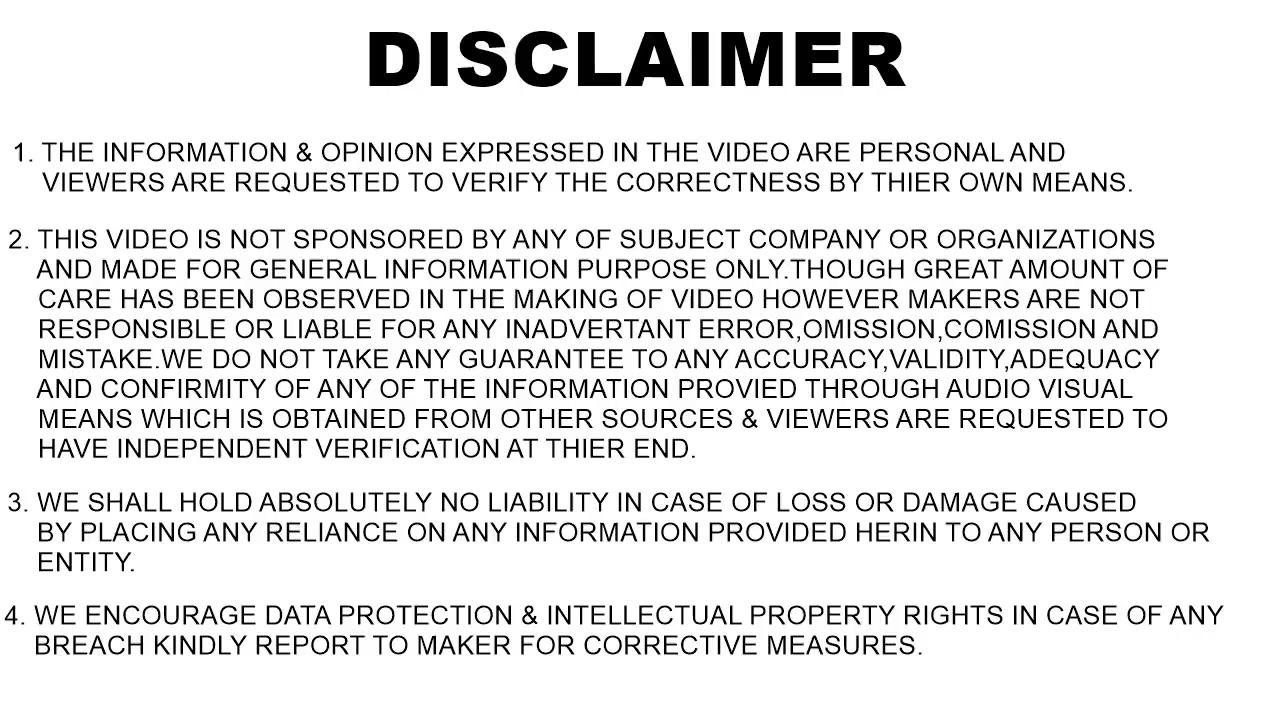 DISCLAIMER
1. THE INFORMATION & OPINION EXPRESSED IN THE VIDEO ARE PERSONAL AND
VIEWERS ARE REQUESTED TO VERIFY THE CORRECTNESS BY THIER OWN MEANS.
2. THIS VIDEO IS NOT SPONSORED BY ANY OF SUBJECT COMPANY OR ORGANIZATIONS
AND MADE FOR GENERAL INFORMATION PURPOSE ONLY.THOUGH GREAT AMOUNT OF
CARE HAS BEEN OBSERVED IN THE MAKING OF VIDEO HOWEVER MAKERS ARE NOT
RESPONSIBLE OR LIABLE FOR ANY INADVERTANT ERROR,OMISSION,COMISSION AND
MISTAKE.WE DO NOT TAKE ANY GUARANTEE TO ANY ACCURACY,VALIDITY,ADEQUACY
AND CONFIRMITY OF ANY OF THE INFORMATION PROVIED THROUGH AUDIO VISUAL
MEANS WHICH IS OBTAINED FROM OTHER SOURCES & VIEWERS ARE REQUESTED TO
HAVE INDEPENDENT VERIFICATION AT THIER END.
3. WE SHALL HOLD ABSOLUTELY NO LIABILITY IN CASE OF LOSS OR DAMAGE CAUSED
BY PLACING ANY RELIANCE ON ANY INFORMATION PROVIDED HERIN TO ANY PERSON OR
ENTITY.
4. WE ENCOURAGE DATA PROTECTION & INTELLECTUAL PROPERTY RIGHTS IN CASE OF ANY
BREACH KINDLY REPORT TO MAKER FOR CORRECTIVE MEASURES.